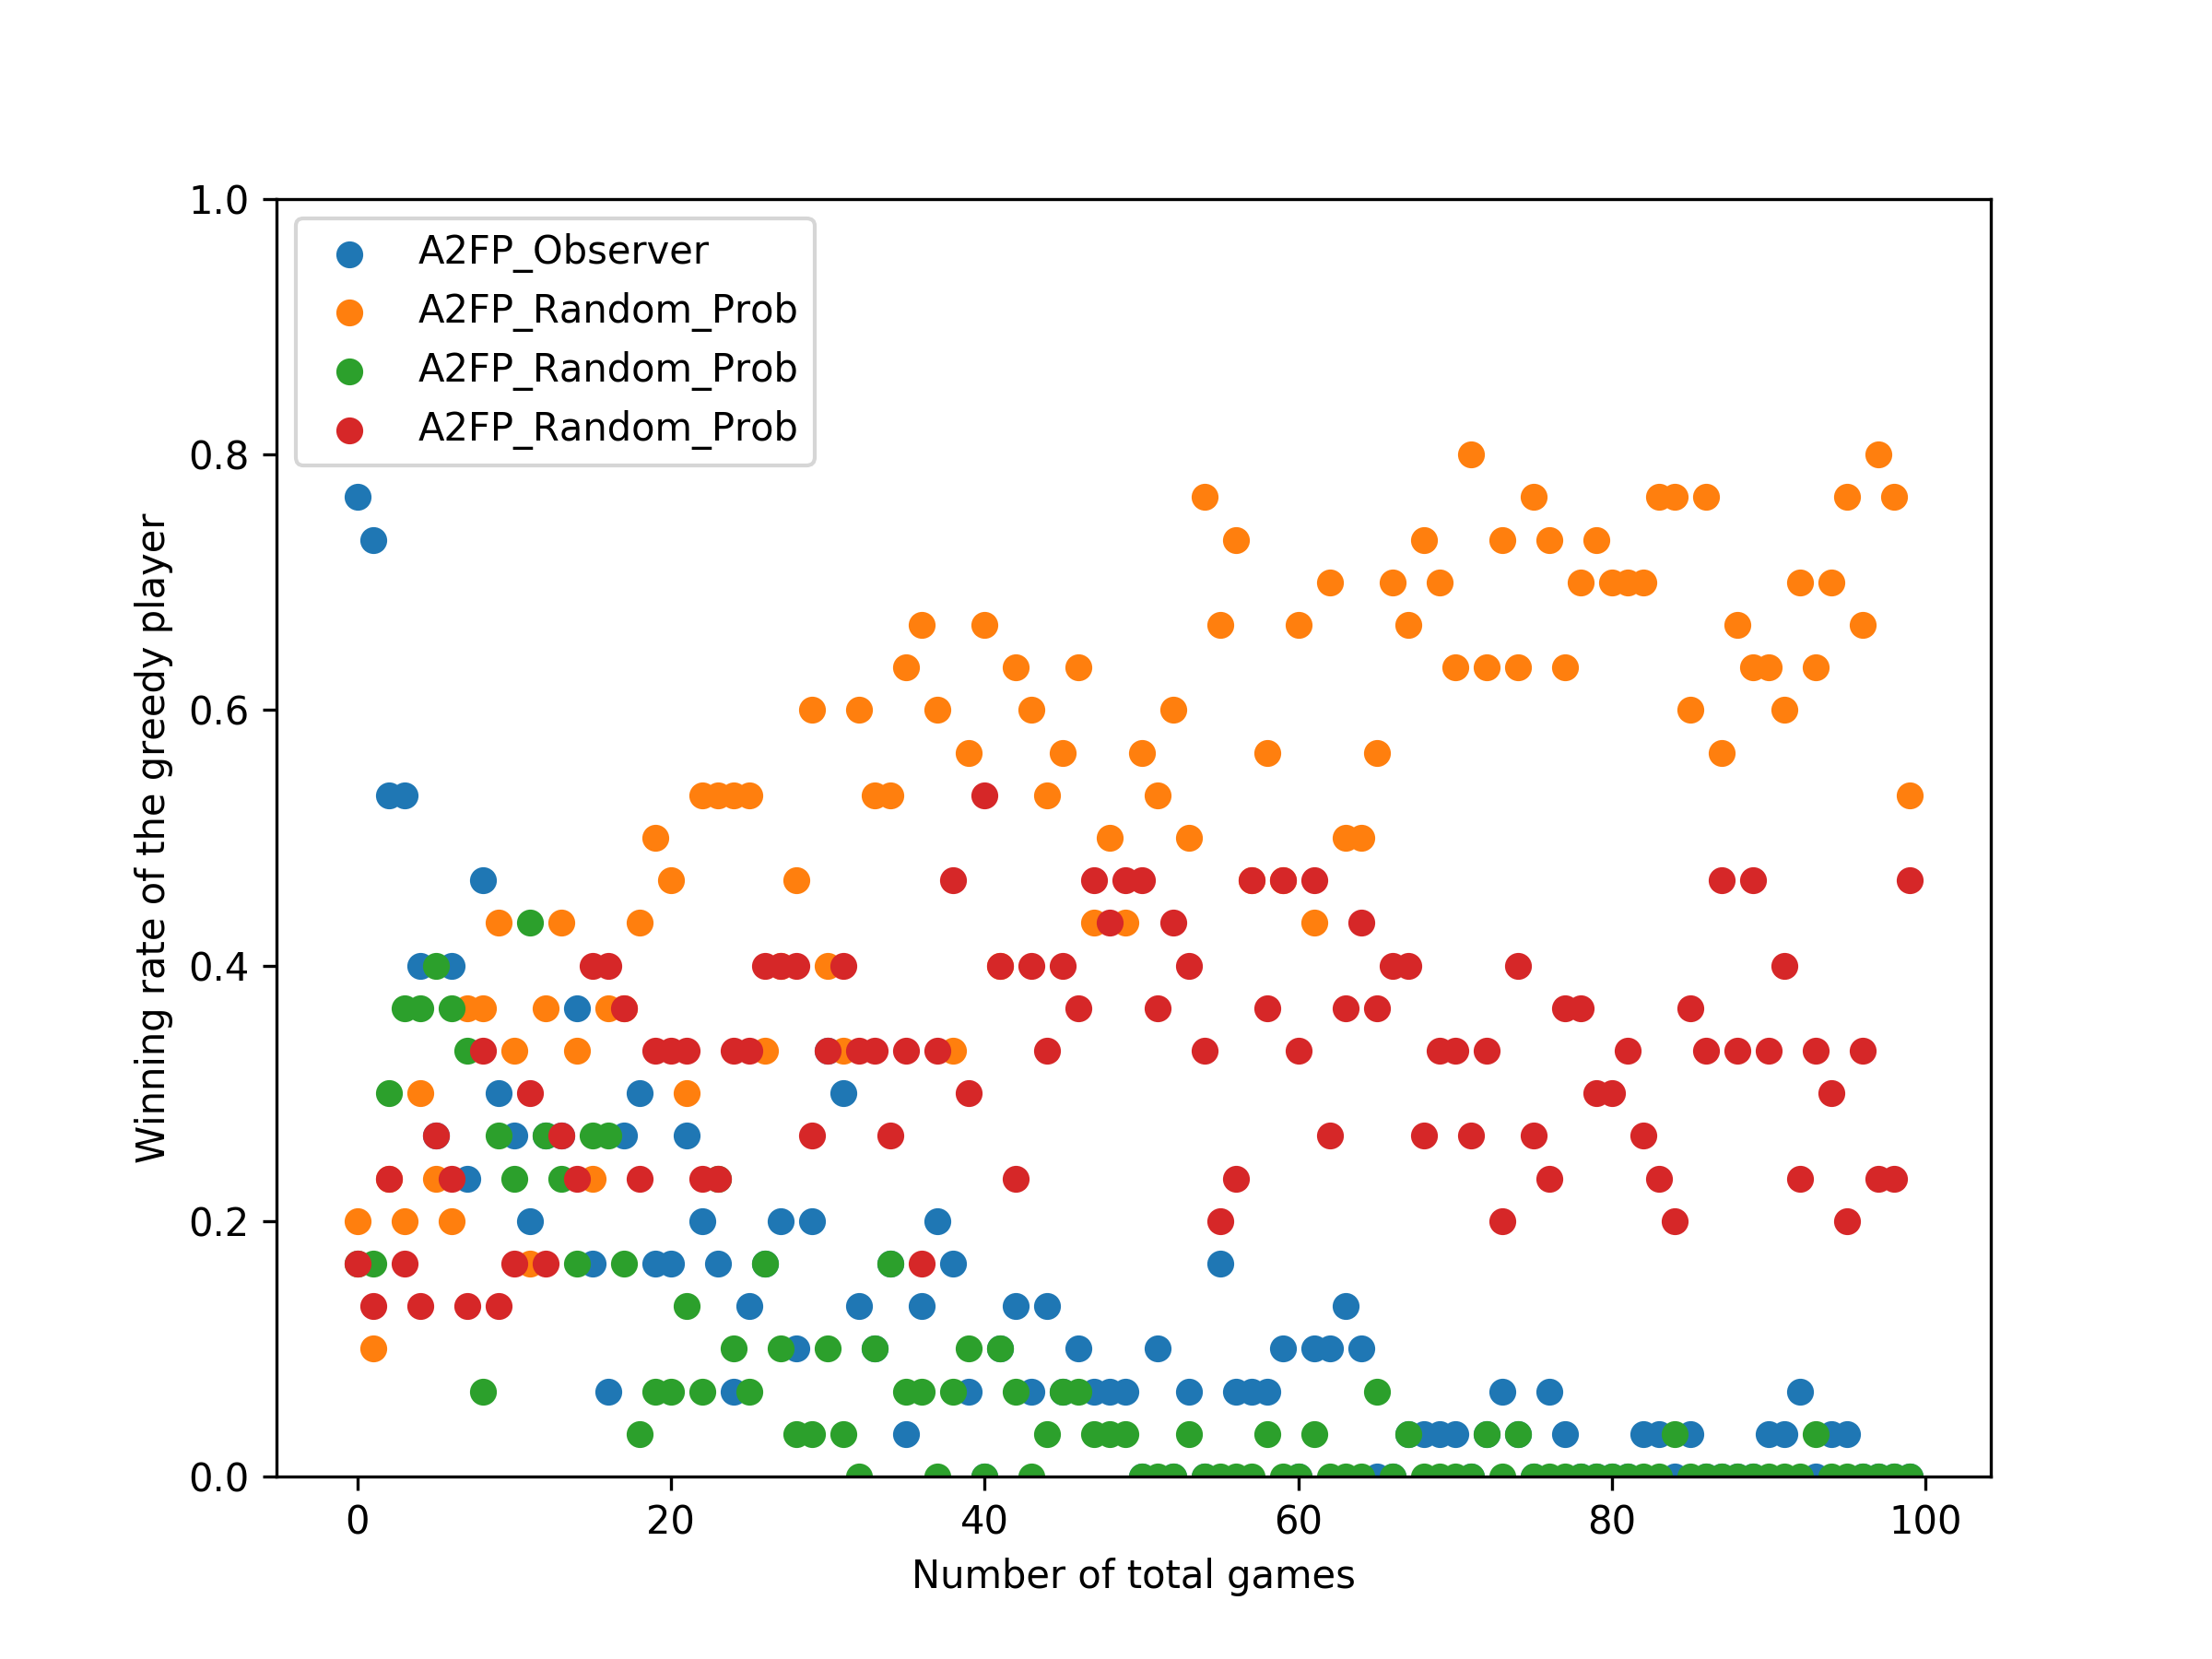 A2FP_Observer
A2FP_Random_Prob
A2FP_Random_Prob
A2FP_Random_Prob
Winning rate of the greedy player
1.0
0.8
0.6
0.4
0.2
0.0
0 20 40 60 80 100
Number of total games